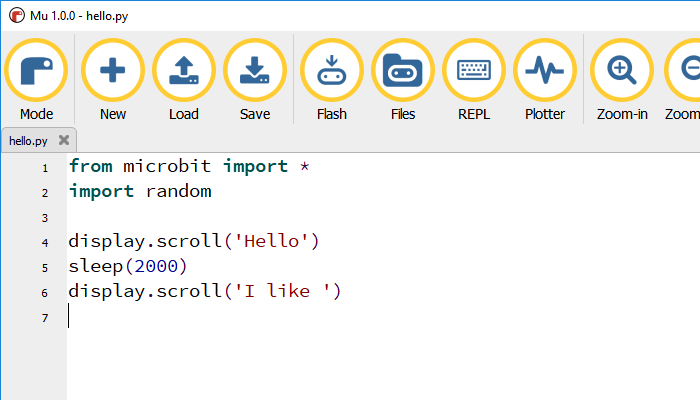 Mu 1.0.0 - hello.py
Mode New Load Save Flash Files REPL Plotter Zoom-in Zoom
hello.py
1 from microbit import *
2 import random
3
4 display.scroll('Hello')
5 sleep(2000)
6 display.scroll('I like ')
7